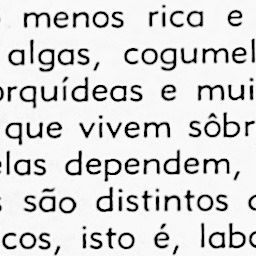 menos rica e
algas, cogumel
orquídeas e mui
que vivem sôbr
elas dependem,
s são distintos
cos, isto é, labo